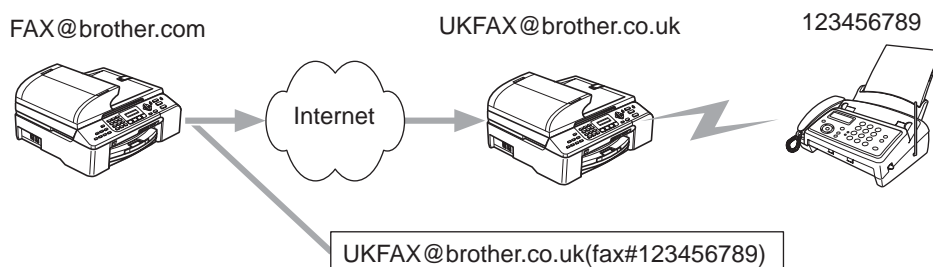 FAX@brother.com
UKFAX@brother.co.uk
123456789
Internet
UKFAX@brother.co.uk(fax#123456789)